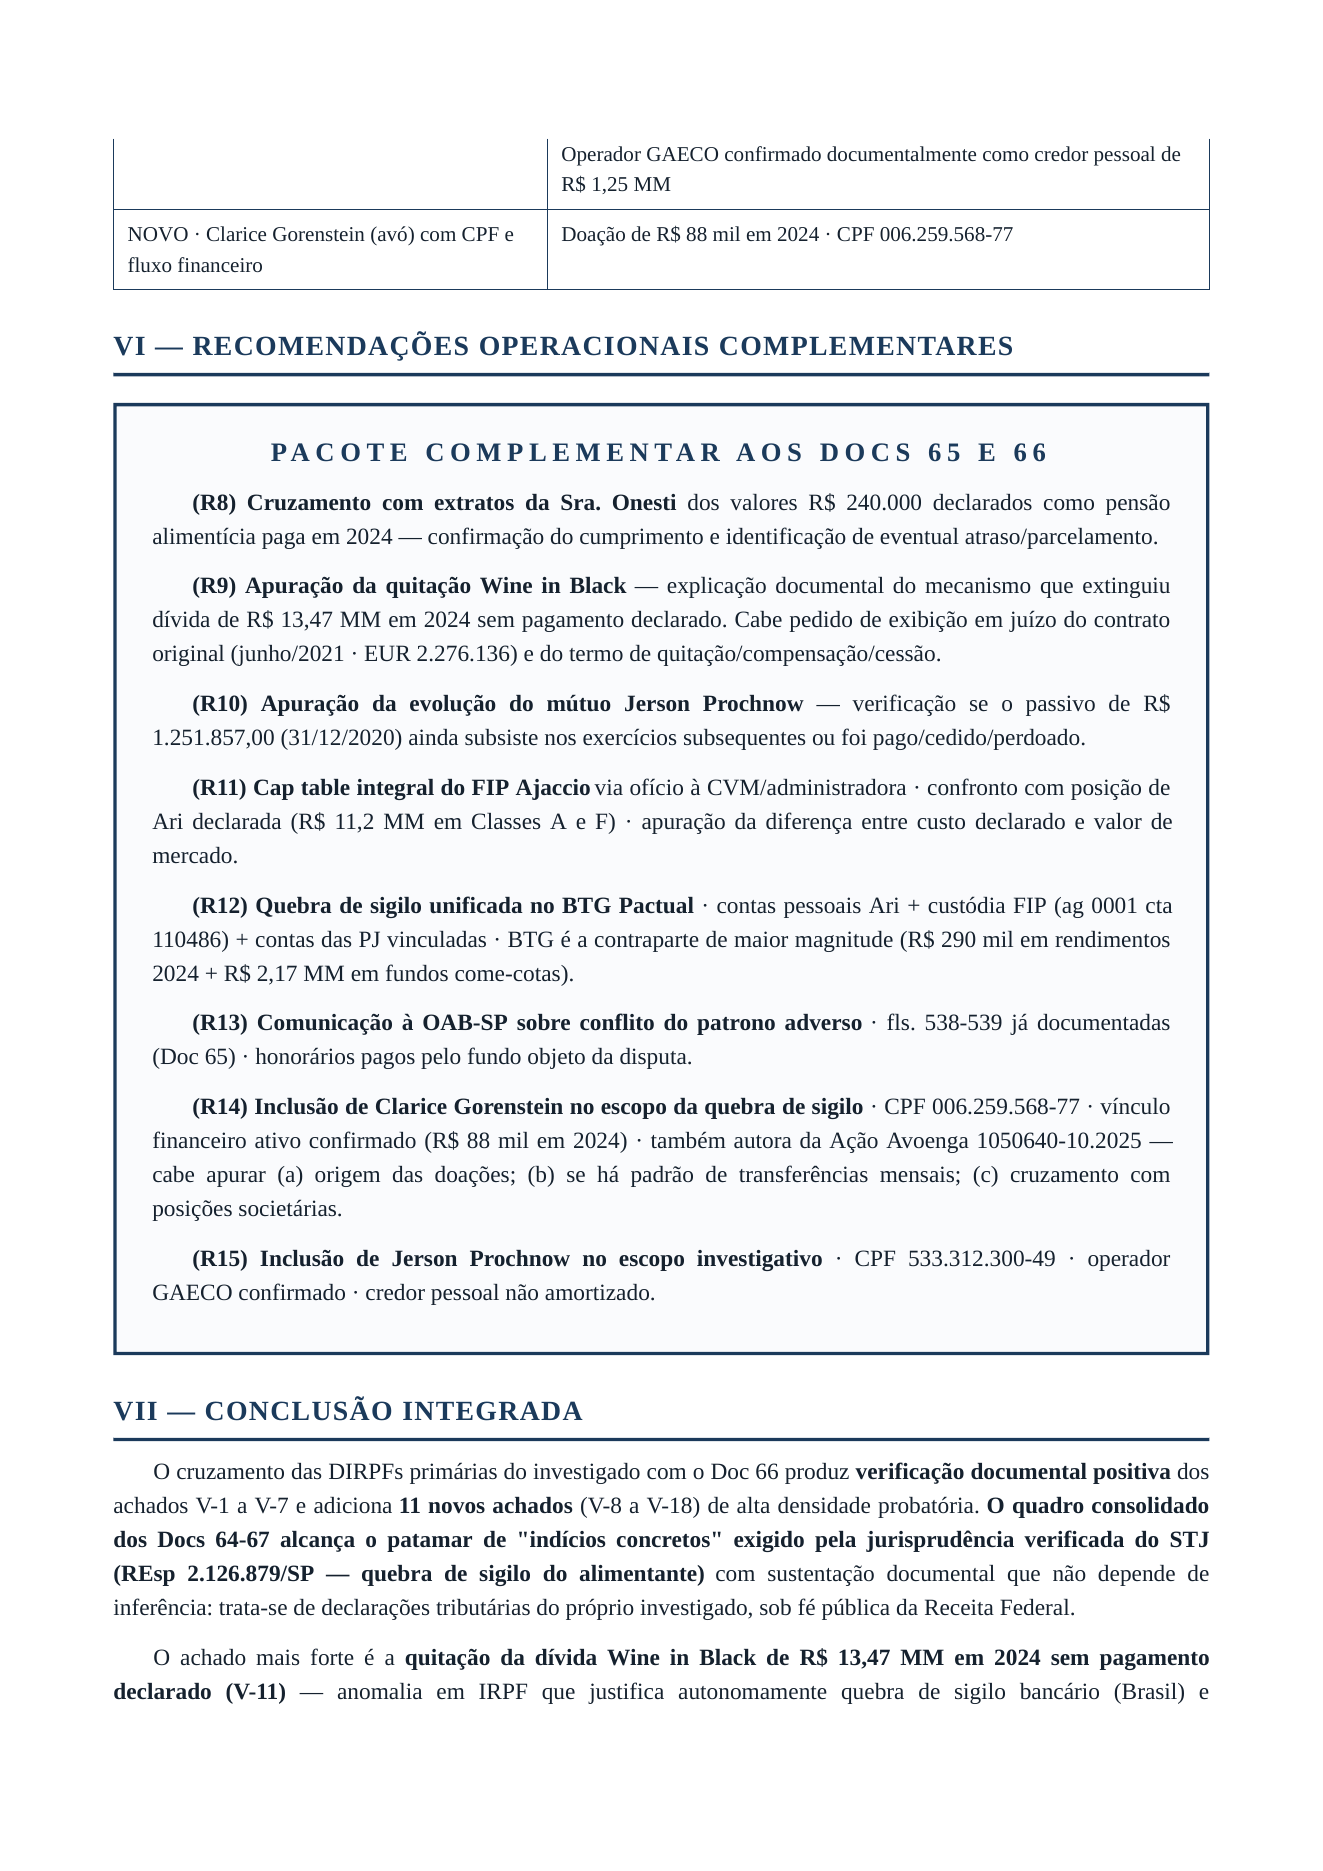 Operador GAECO confirmado documentalmente como credor pessoal de
R$ 1,25 MM
NOVO · Clarice Gorenstein (avó) com CPF e
fluxo financeiro
Doação de R$ 88 mil em 2024 · CPF 006.259.568-77
VI — RECOMENDAÇÕES OPERACIONAIS COMPLEMENTARES
PACOTE COMPLEMENTAR AOS DOCS 65 E 66
(R8) Cruzamento com extratos da Sra. Onesti dos valores R$ 240.000 declarados como pensão
alimentícia paga em 2024 — confirmação do cumprimento e identificação de eventual atraso/parcelamento.
(R9) Apuração da quitação Wine in Black — explicação documental do mecanismo que extinguiu
dívida de R$ 13,47 MM em 2024 sem pagamento declarado. Cabe pedido de exibição em juízo do contrato
original (junho/2021 · EUR 2.276.136) e do termo de quitação/compensação/cessão.
(R10) Apuração da evolução do mútuo Jerson Prochnow — verificação se o passivo de R$
1.251.857,00 (31/12/2020) ainda subsiste nos exercícios subsequentes ou foi pago/cedido/perdoado.
(R11) Cap table integral do FIP Ajaccio via ofício à CVM/administradora · confronto com posição de
Ari declarada (R$ 11,2 MM em Classes A e F) · apuração da diferença entre custo declarado e valor de
mercado.
(R12) Quebra de sigilo unificada no BTG Pactual · contas pessoais Ari + custódia FIP (ag 0001 cta
110486) + contas das PJ vinculadas · BTG é a contraparte de maior magnitude (R$ 290 mil em rendimentos
2024 + R$ 2,17 MM em fundos come-cotas).
(R13) Comunicação à OAB-SP sobre conflito do patrono adverso · fls. 538-539 já documentadas
(Doc 65) · honorários pagos pelo fundo objeto da disputa.
(R14) Inclusão de Clarice Gorenstein no escopo da quebra de sigilo · CPF 006.259.568-77 · vínculo
financeiro ativo confirmado (R$ 88 mil em 2024) · também autora da Ação Avoenga 1050640-10.2025 —
cabe apurar (a) origem das doações; (b) se há padrão de transferências mensais; (c) cruzamento com
posições societárias.
(R15) Inclusão de Jerson Prochnow no escopo investigativo · CPF 533.312.300-49 · operador
GAECO confirmado · credor pessoal não amortizado.
VII — CONCLUSÃO INTEGRADA
O cruzamento das DIRPFs primárias do investigado com o Doc 66 produz verificação documental positiva dos
achados V-1 a V-7 e adiciona 11 novos achados (V-8 a V-18) de alta densidade probatória. O quadro consolidado
dos Docs 64-67 alcança o patamar de "indícios concretos" exigido pela jurisprudência verificada do STJ
(REsp 2.126.879/SP — quebra de sigilo do alimentante) com sustentação documental que não depende de
inferência: trata-se de declarações tributárias do próprio investigado, sob fé pública da Receita Federal.
O achado mais forte é a quitação da dívida Wine in Black de R$ 13,47 MM em 2024 sem pagamento
declarado (V-11) — anomalia em IRPF que justifica autonomamente quebra de sigilo bancário (Brasil) e